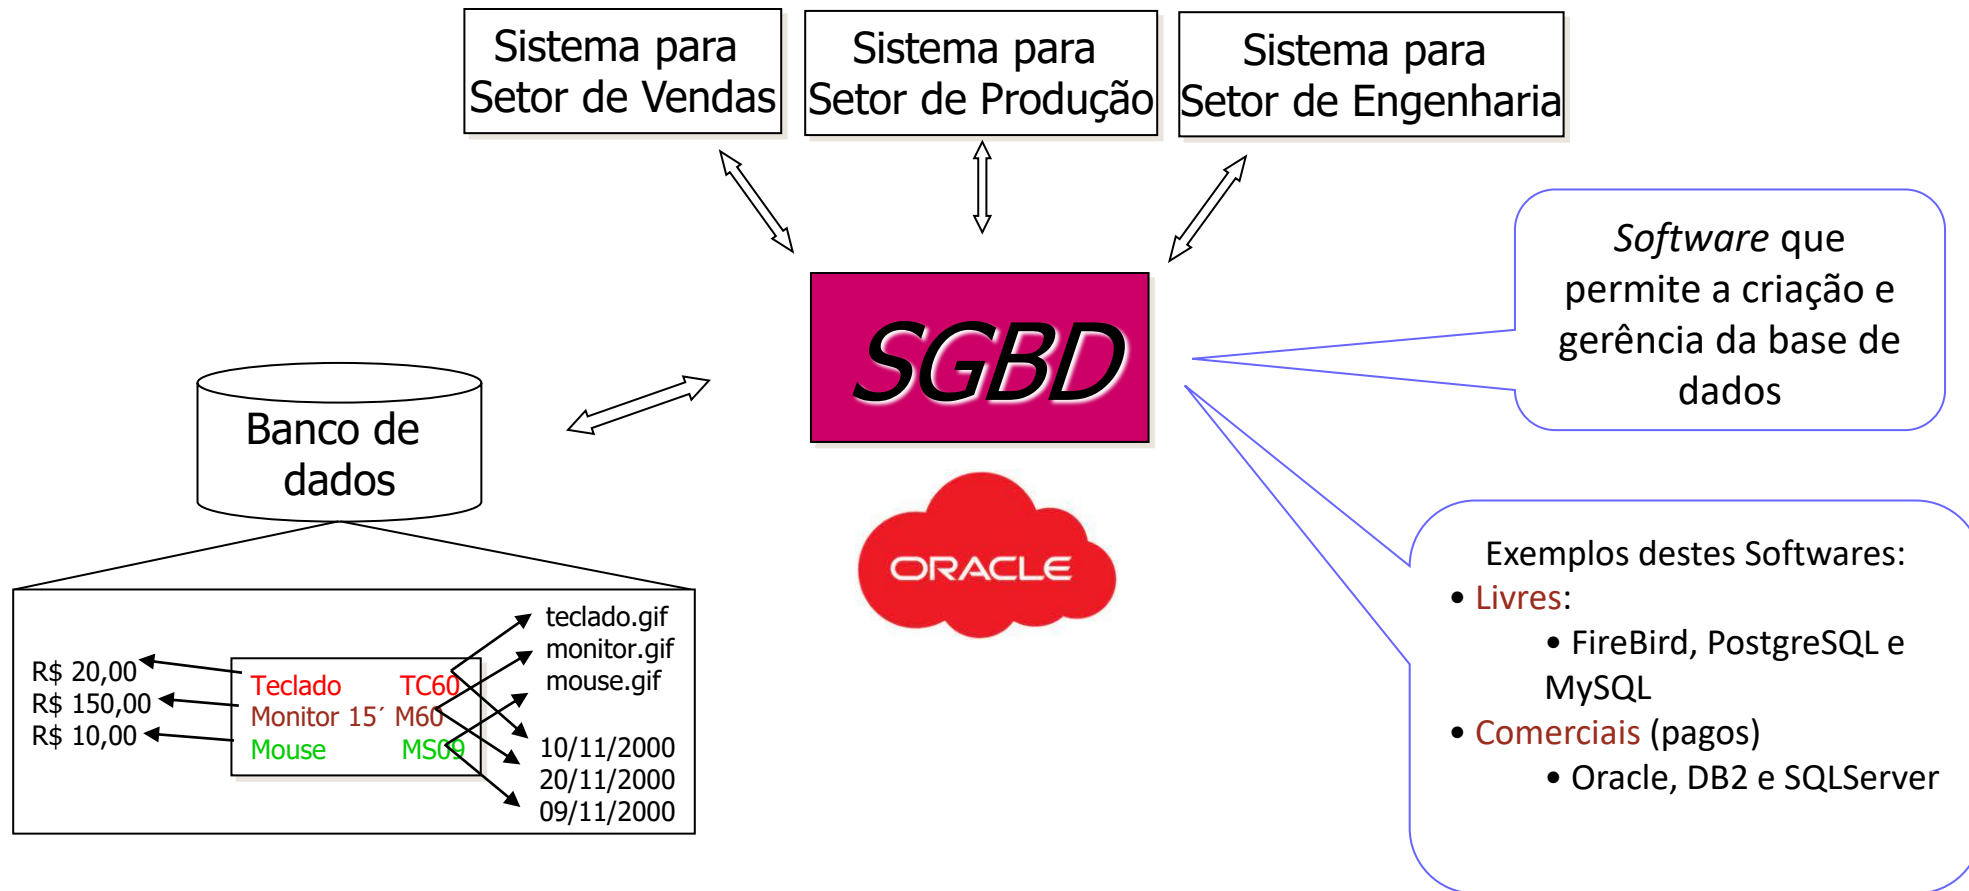 Sistema para
Setor de Vendas
Sistema para
Setor de Produção
Sistema para
Setor de Engenharia
Software que
permite a criação e
gerência da base de
dados
SGBD
Banco de
dados
ORACLE
Exemplos destes Softwares:
• Livres:
• FireBird, PostgreSQL e
MySQL
• Comerciais (pagos)
• Oracle, DB2 e SQLServer
R$ 20,00
R$ 150,00
R$ 10,00
Teclado TC60
Monitor 15´ M60
Mouse MS09
teclado.gif
monitor.gif
mouse.gif
10/11/2000
20/11/2000
09/11/2000